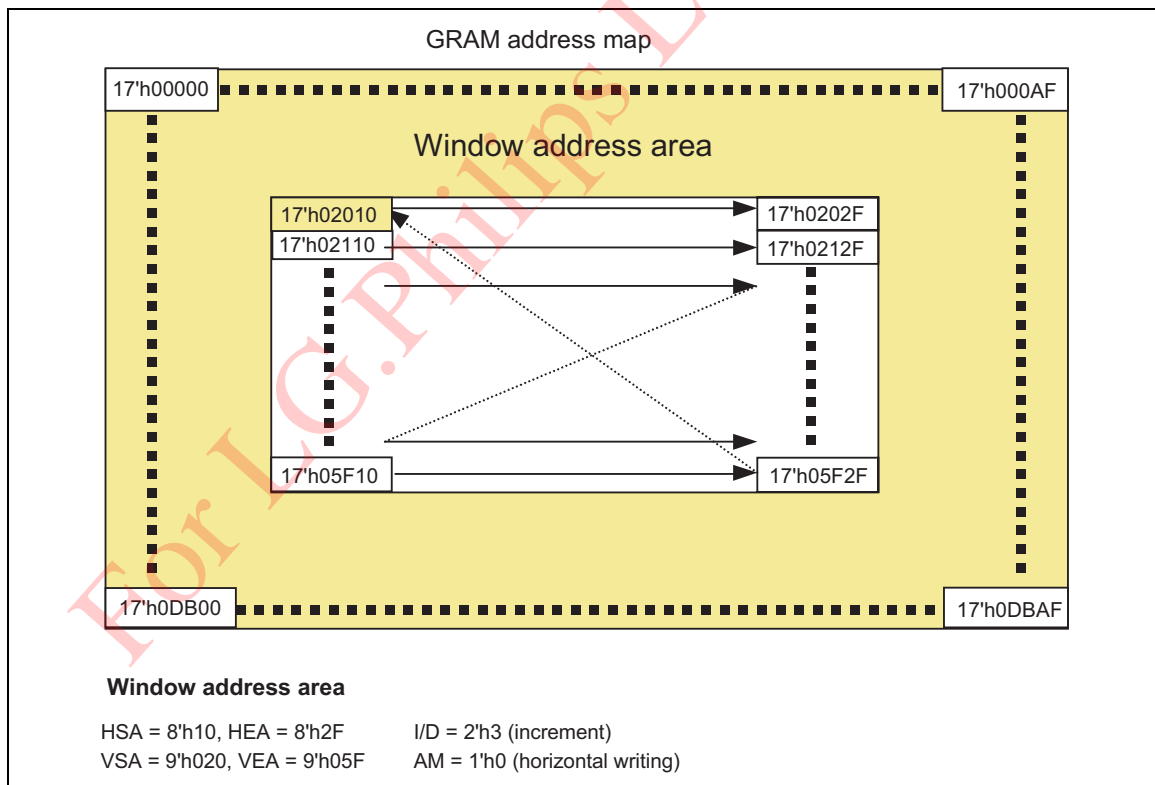 GRAM address map
17'h00000
17'h000AF
Window address area
17'h02010
17'h0202F
17'h02110
17'h0212F
17'h05F10
17'h05F2F
17'h0DB00
17'h0DBAF
Window address area
HSA = 8'h10, HEA = 8'h2F I/D = 2'h3 (increment)
VSA = 9'h020, VEA = 9'h05F AM = 1'h0 (horizontal writing)
For LG.Philips L